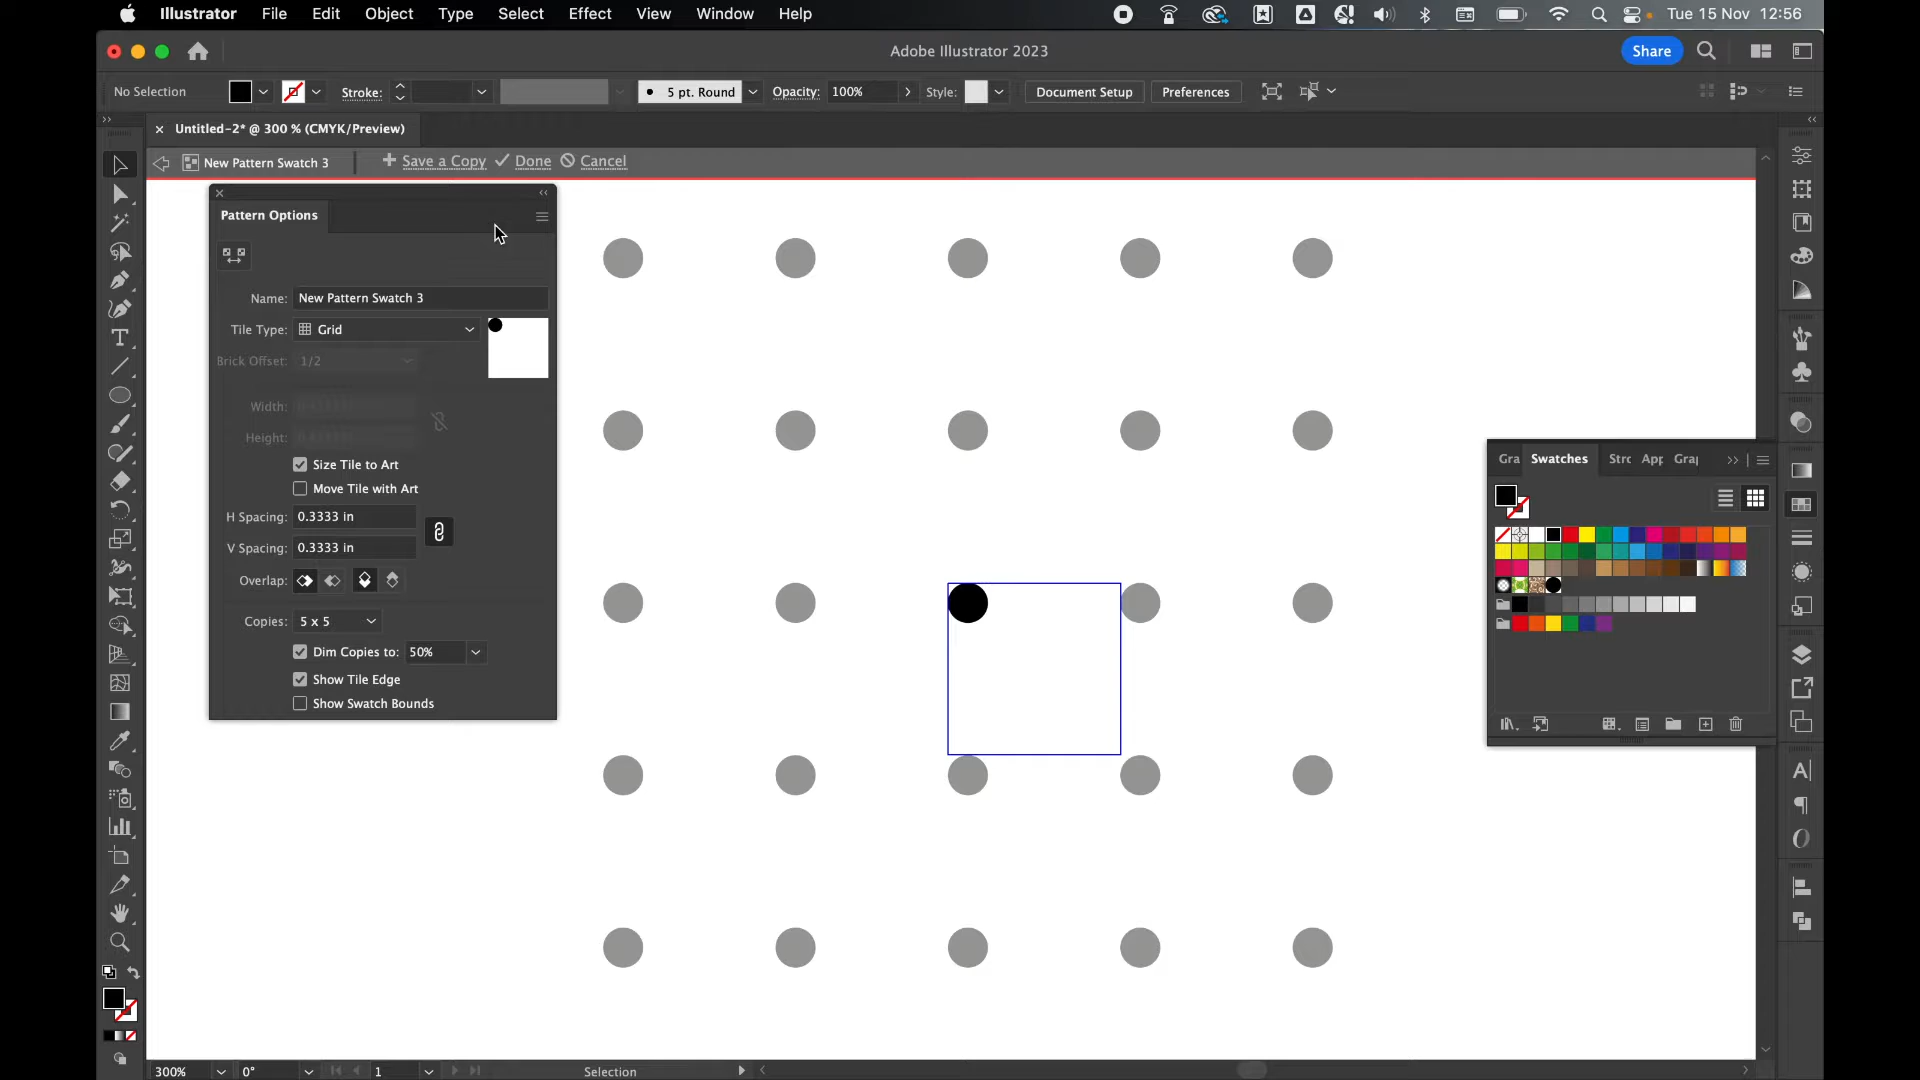 Illustrator File Edit Object Type Select Effect View Window Help Tue 15 Nov 12:56
Adobe Illustrator 2023 Share
No Selection Stroke: 5 pt. Round Opacity: 100% Style: Document Setup Preferences
Untitled-2* @ 300 % (CMYK/Preview)
New Pattern Swatch 3 Save a Copy Done Cancel
Pattern Options
Name: New Pattern Swatch 3
Tile Type: Grid
Brick Offset: 1/2
Width:
Height:
Size Tile to Art
Move Tile with Art
H Spacing: 0.3333 in
V Spacing: 0.3333 in
Overlap:
Copies: 5 x 5
Dim Copies to: 50%
Show Tile Edge
Show Swatch Bounds
Gra Swatches Strc App Gra
300% 0° 1 Selection